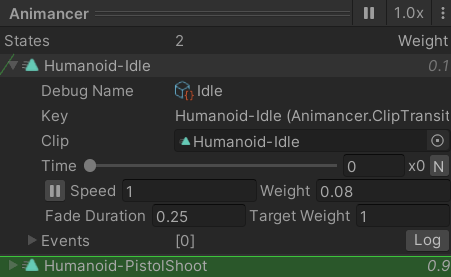 Animancer 1.0x
States 2 Weight
Humanoid-Idle 0.1
Debug Name Idle
Key Humanoid-Idle (Animancer.ClipTransit
Clip Humanoid-Idle
Time 0 x0 N
Speed 1 Weight 0.08
Fade Duration 0.25 Target Weight 1
Events [0] Log
Humanoid-PistolShoot 0.9